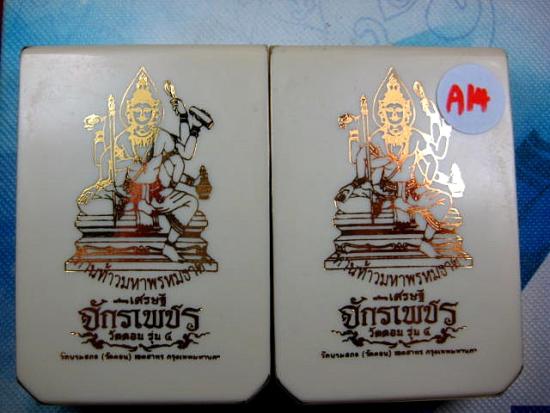 ท่านท้าวมหาพรหมธาดา
เศรษฐี
จักรเพชร
วัดดอน รุ่น ๔
วัดบรมสถล (วัดดอน) เขตสาทร กรุงเทพมหานคร
A14
ท่านท้าวมหาพรหมธาดา
เศรษฐี
จักรเพชร
วัดดอน รุ่น ๔
วัดบรมสถล (วัดดอน) เขตสาทร กรุงเทพมหานคร